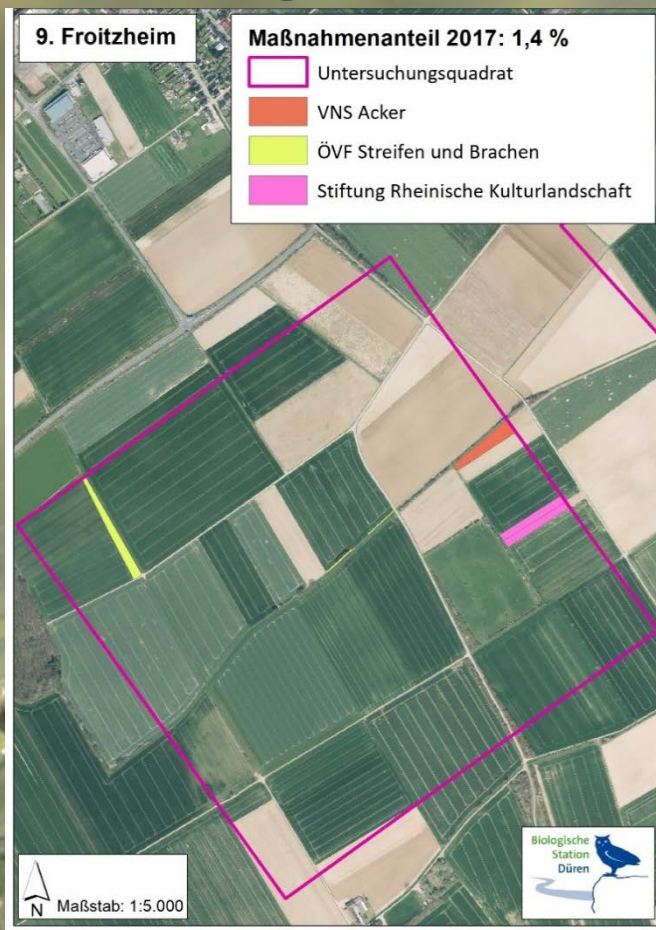 9. Froitzheim
Maßnahmenanteil 2017: 1,4 %
Untersuchungsquadrat
VNS Acker
ÖVF Streifen und Brachen
Stiftung Rheinische Kulturlandschaft
N
Maßstab: 1:5.000
Biologische
Station
Düren